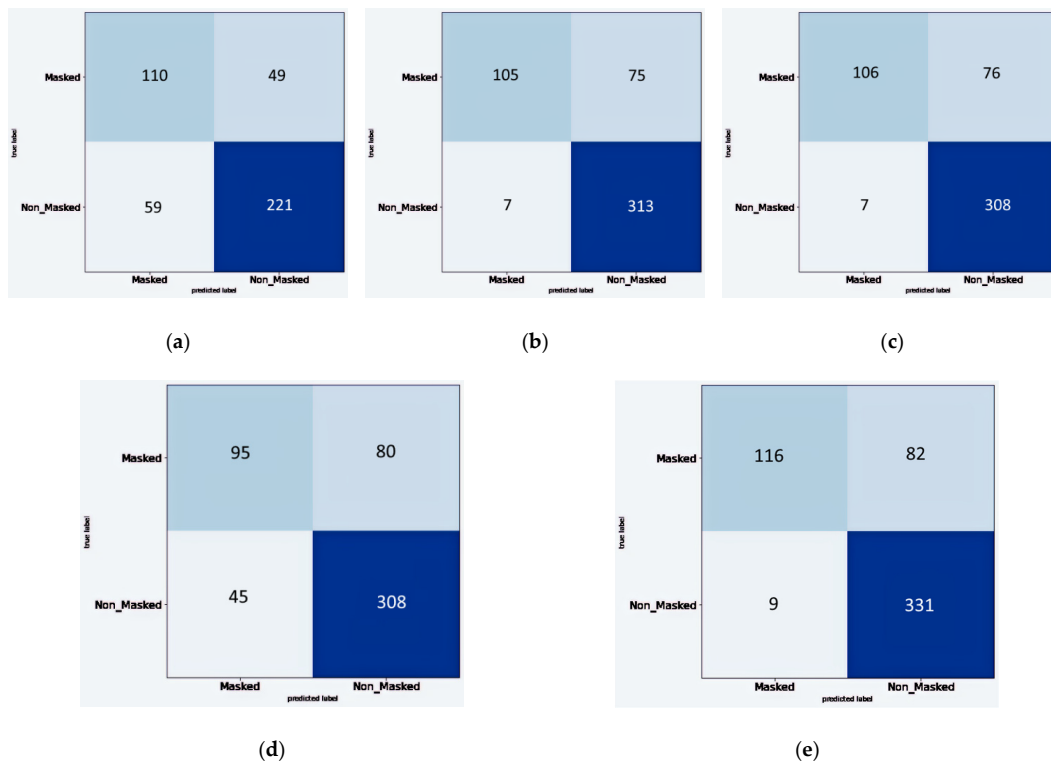 Masked 110 49
true label
Non_Masked 59 221
Masked Non_Masked
predicted label
(a)
Masked 105 75
true label
Non_Masked 7 313
Masked Non_Masked
predicted label
(b)
Masked 106 76
true label
Non_Masked 7 308
Masked Non_Masked
predicted label
(c)
Masked 95 80
true label
Non_Masked 45 308
Masked Non_Masked
predicted label
(d)
Masked 116 82
true label
Non_Masked 9 331
Masked Non_Masked
predicted label
(e)